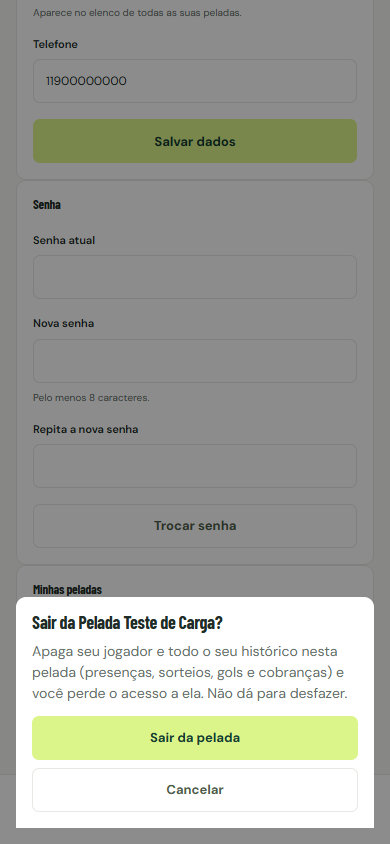 Aparece no elenco de todas as suas peladas.
Telefone
11900000000
Salvar dados
Senha
Senha atual
Nova senha
Pelo menos 8 caracteres.
Repita a nova senha
Trocar senha
Minhas peladas
Sair da Pelada Teste de Carga?
Apaga seu jogador e todo o seu histórico nesta
pelada (presenças, sorteios, gols e cobranças) e
você perde o acesso a ela. Não dá para desfazer.
Sair da pelada
Cancelar